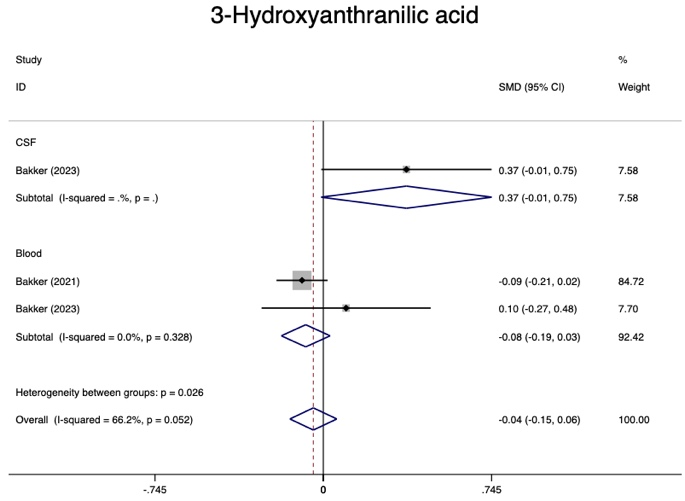 3-Hydroxyanthranilic acid
Study %
ID SMD (95% CI) Weight
CSF
Bakker (2023) 0.37 (-0.01, 0.75) 7.58
Subtotal (I-squared = .%, p = .) 0.37 (-0.01, 0.75) 7.58
Blood
Bakker (2021) -0.09 (-0.21, 0.02) 84.72
Bakker (2023) 0.10 (-0.27, 0.48) 7.70
Subtotal (I-squared = 0.0%, p = 0.328) -0.08 (-0.19, 0.03) 92.42
Heterogeneity between groups: p = 0.026
Overall (I-squared = 66.2%, p = 0.052) -0.04 (-0.15, 0.06) 100.00
-.745 0 .745